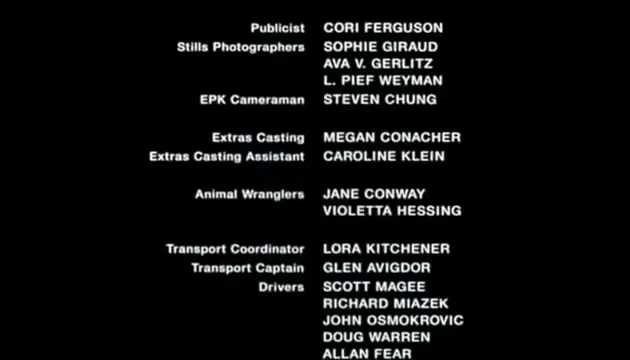 Publicist CORI FERGUSON
Stills Photographers SOPHIE GIRAUD
AVA V. GERLITZ
L. PIEF WEYMAN
EPK Cameraman STEVEN CHUNG
Extras Casting MEGAN CONACHER
Extras Casting Assistant CAROLINE KLEIN
Animal Wranglers JANE CONWAY
VIOLETTA HESSING
Transport Coordinator LORA KITCHENER
Transport Captain GLEN AVIGDOR
Drivers SCOTT MAGEE
RICHARD MIAZEK
JOHN OSMOKROVIC
DOUG WARREN
ALLAN FEAR